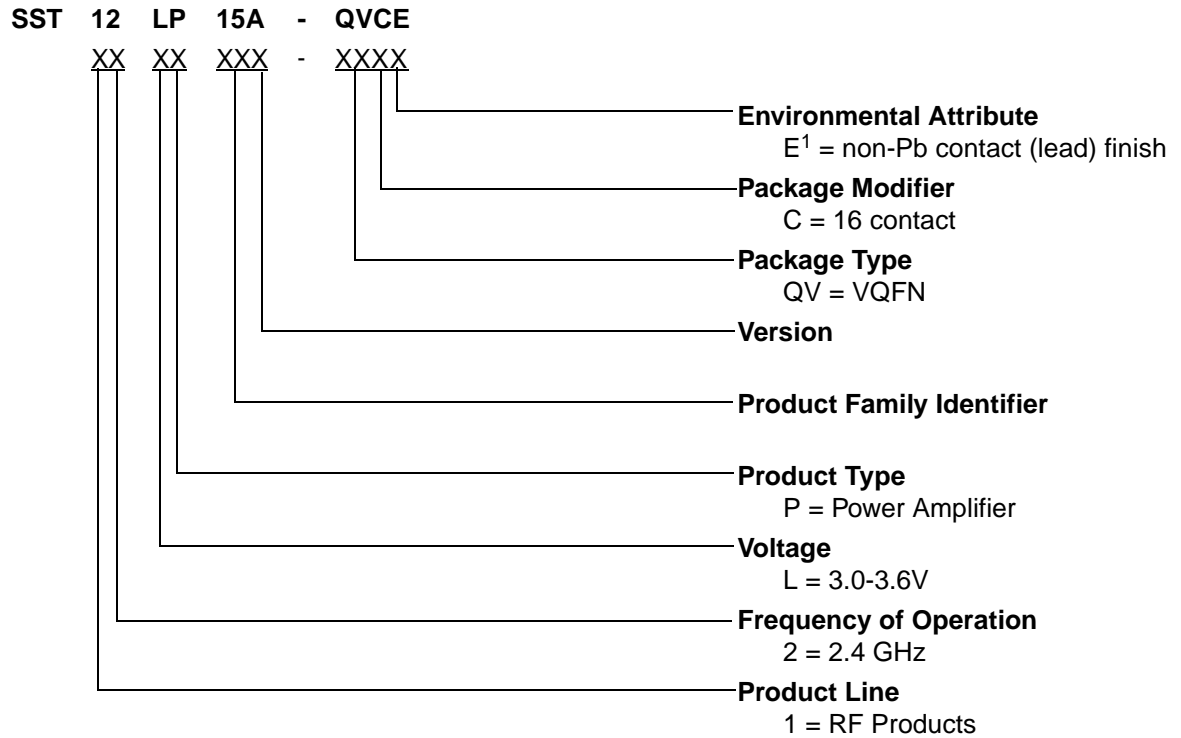 SST 12 LP 15A - QVCE
XX XX XXX - XXXX
Environmental Attribute
E1 = non-Pb contact (lead) finish
Package Modifier
C = 16 contact
Package Type
QV = VQFN
Version
Product Family Identifier
Product Type
P = Power Amplifier
Voltage
L = 3.0-3.6V
Frequency of Operation
2 = 2.4 GHz
Product Line
1 = RF Products